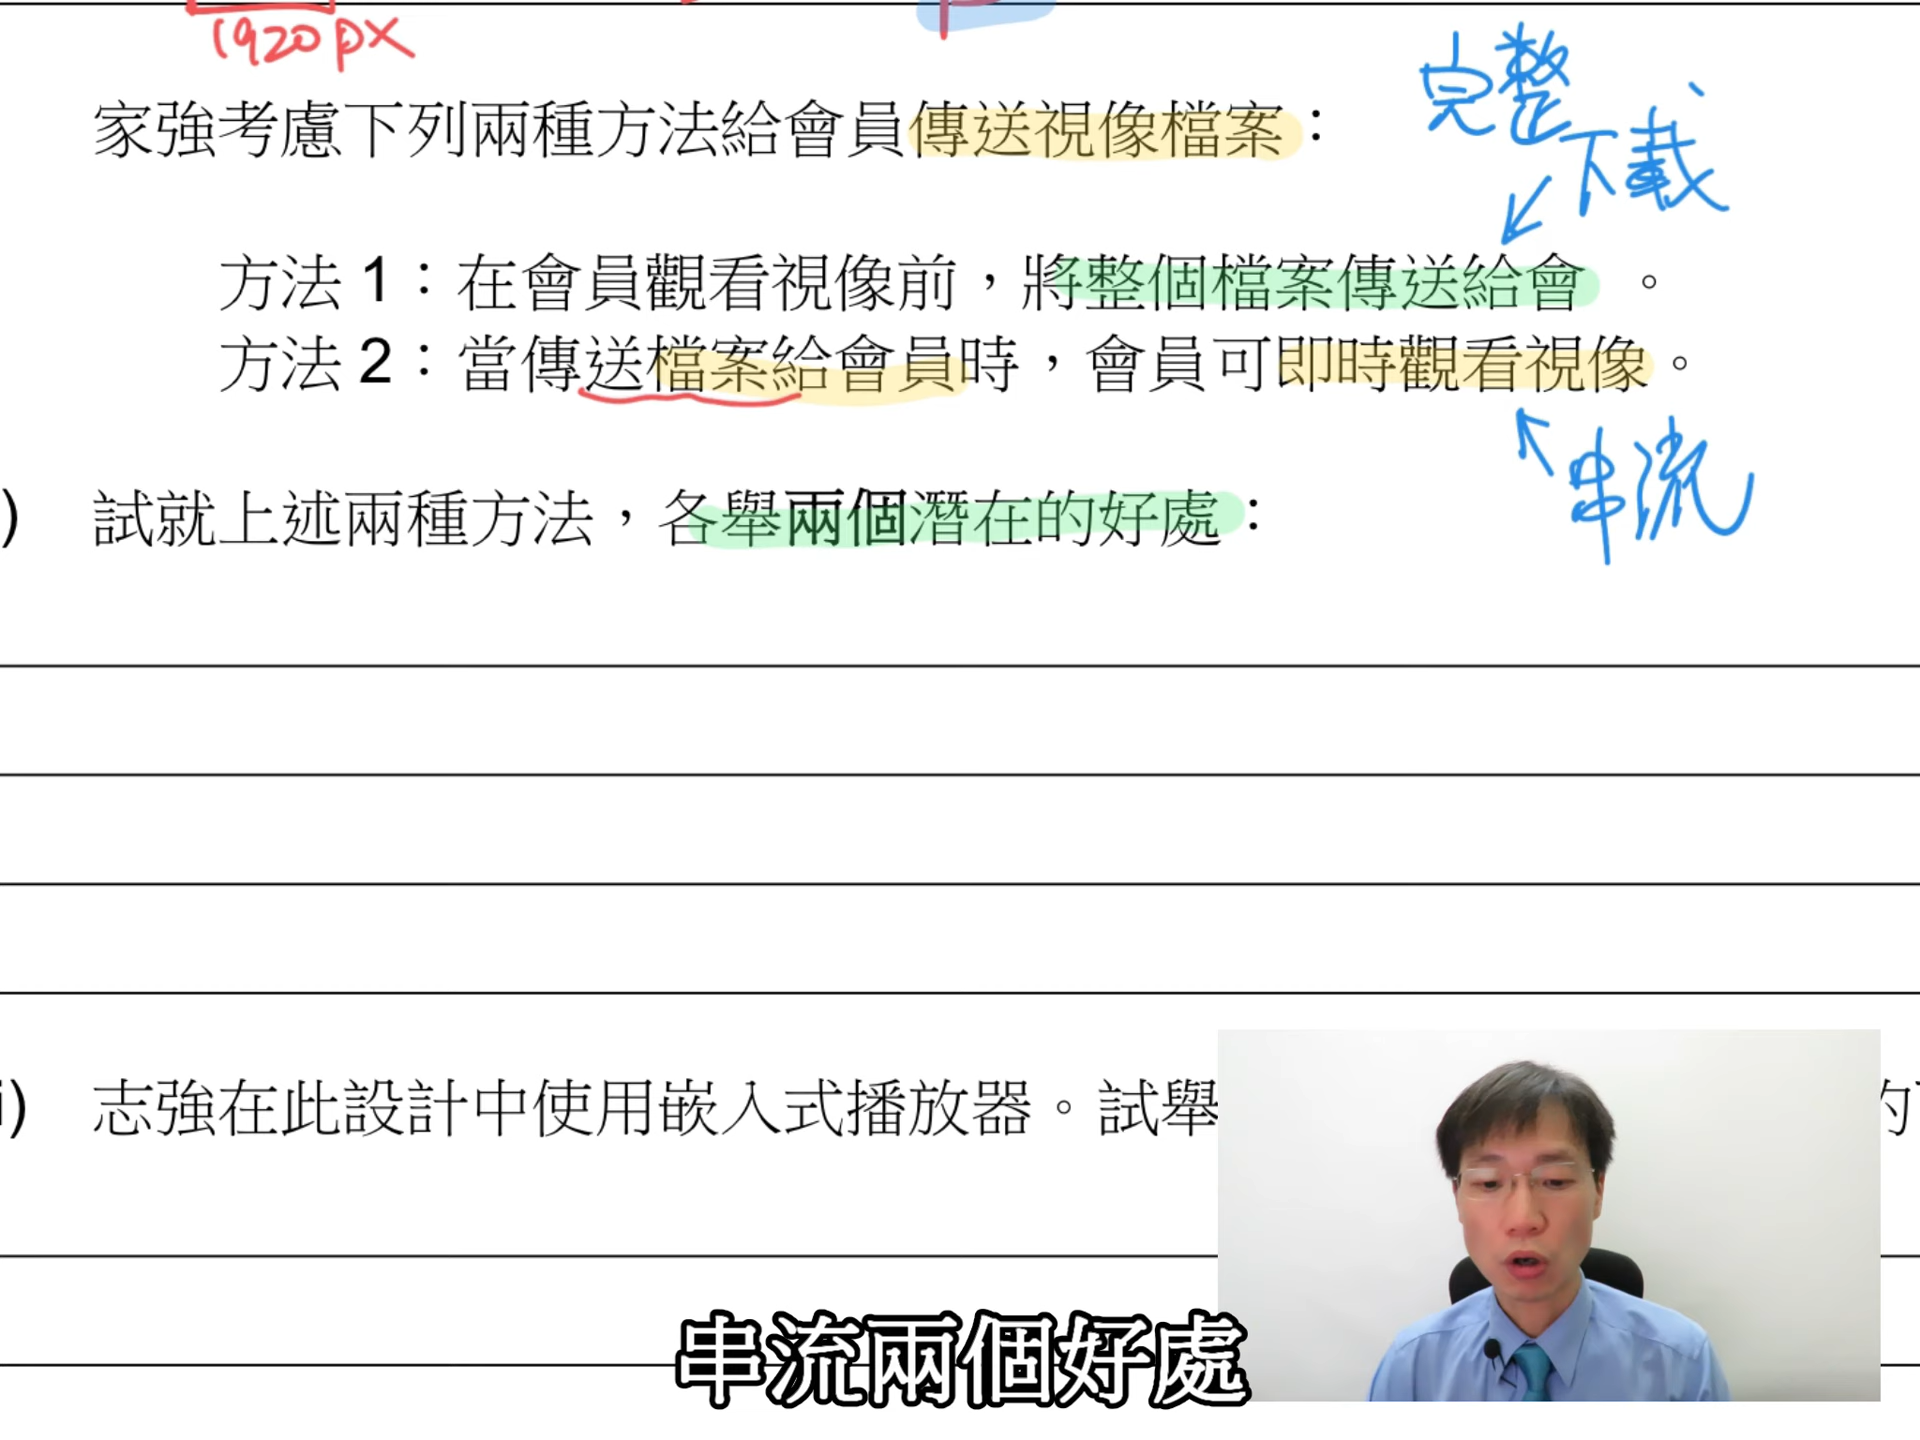 1920px
家強考慮下列兩種方法給會員傳送視像檔案：
完整下載
方法 1：在會員觀看視像前，將整個檔案傳送給會 。
方法 2：當傳送檔案給會員時，會員可即時觀看視像。
串流
) 試就上述兩種方法，各舉兩個潛在的好處：
i) 志強在此設計中使用嵌入式播放器。試舉
串流兩個好處